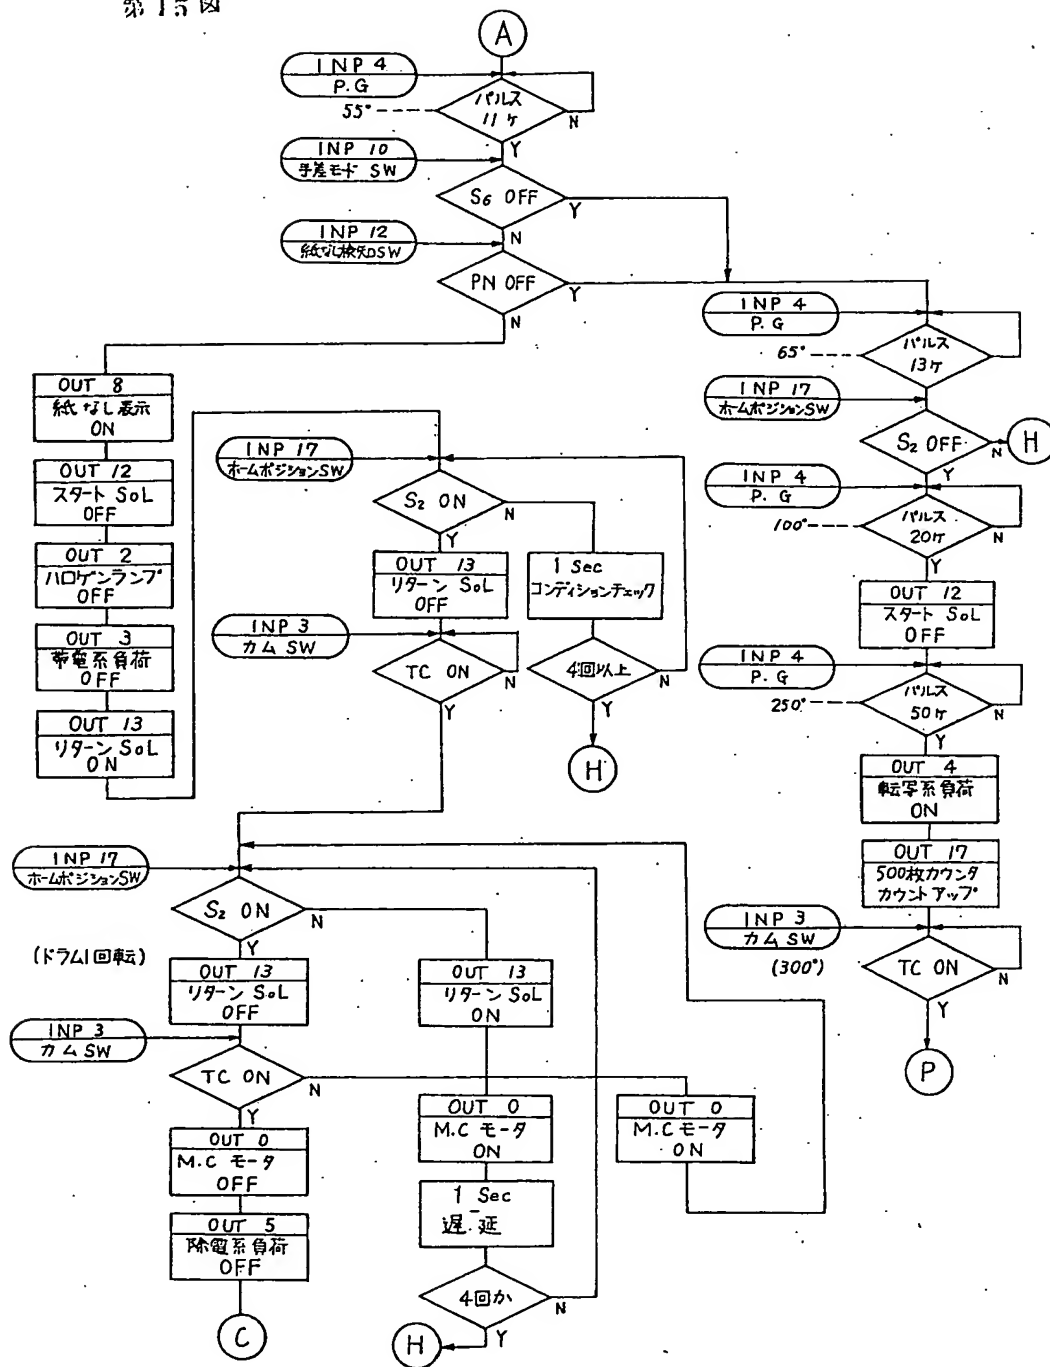 第15図
A
INP 4
P.G
55°
パルス
11ケ
N
Y
INP 10
手差モード SW
S6 OFF
Y
N
INP 12
紙なし検知SW
PN OFF
Y
N
INP 4
P.G
65°
パルス
13ケ
INP 17
ホームポジションSW
S2 OFF
N
H
Y
INP 4
P.G
100°
パルス
20ケ
N
Y
OUT 12
スタート SoL
OFF
INP 4
P.G
250°
パルス
50ケ
N
Y
OUT 4
転写系負荷
ON
OUT 17
500枚カウンタ
カウントアップ
INP 3
カム SW
(300°)
TC ON
N
Y
P
OUT 8
紙なし表示
ON
OUT 12
スタート SoL
OFF
OUT 2
ハロゲンランプ
OFF
OUT 3
帯電系負荷
OFF
OUT 13
リターン SoL
ON
INP 17
ホームポジションSW
S2 ON
N
Y
OUT 13
リターン SoL
OFF
1 Sec
コンディションチェック
INP 3
カム SW
TC ON
N
Y
4回以上
N
Y
H
INP 17
ホームポジションSW
S2 ON
N
Y
(ドラム1回転)
OUT 13
リターン SoL
OFF
OUT 13
リターン SoL
ON
INP 3
カム SW
TC ON
N
Y
OUT 0
M.C モータ
OFF
OUT 0
M.C モータ
ON
OUT 0
M.C モータ
ON
OUT 5
除電系負荷
OFF
1 Sec
遅延
4回か
N
Y
C
H